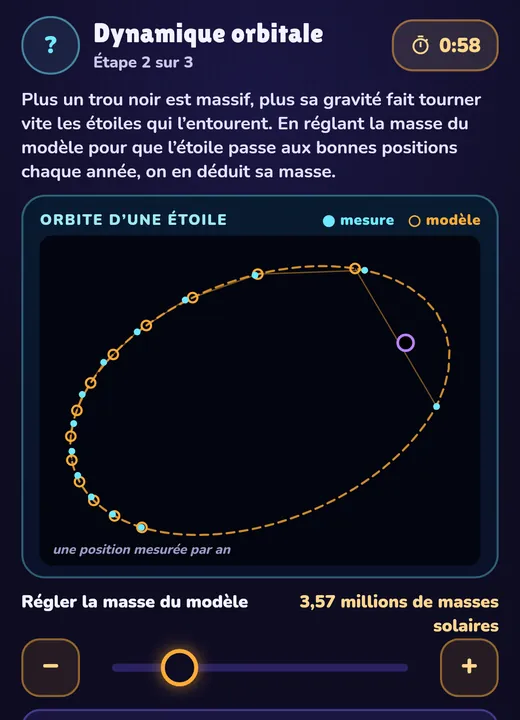 ?
Dynamique orbitale
Étape 2 sur 3
0:58
Plus un trou noir est massif, plus sa gravité fait tourner
vite les étoiles qui l’entourent. En réglant la masse du
modèle pour que l’étoile passe aux bonnes positions
chaque année, on en déduit sa masse.
ORBITE D’UNE ÉTOILE
mesure
modèle
une position mesurée par an
Régler la masse du modèle
3,57 millions de masses
solaires
−
+